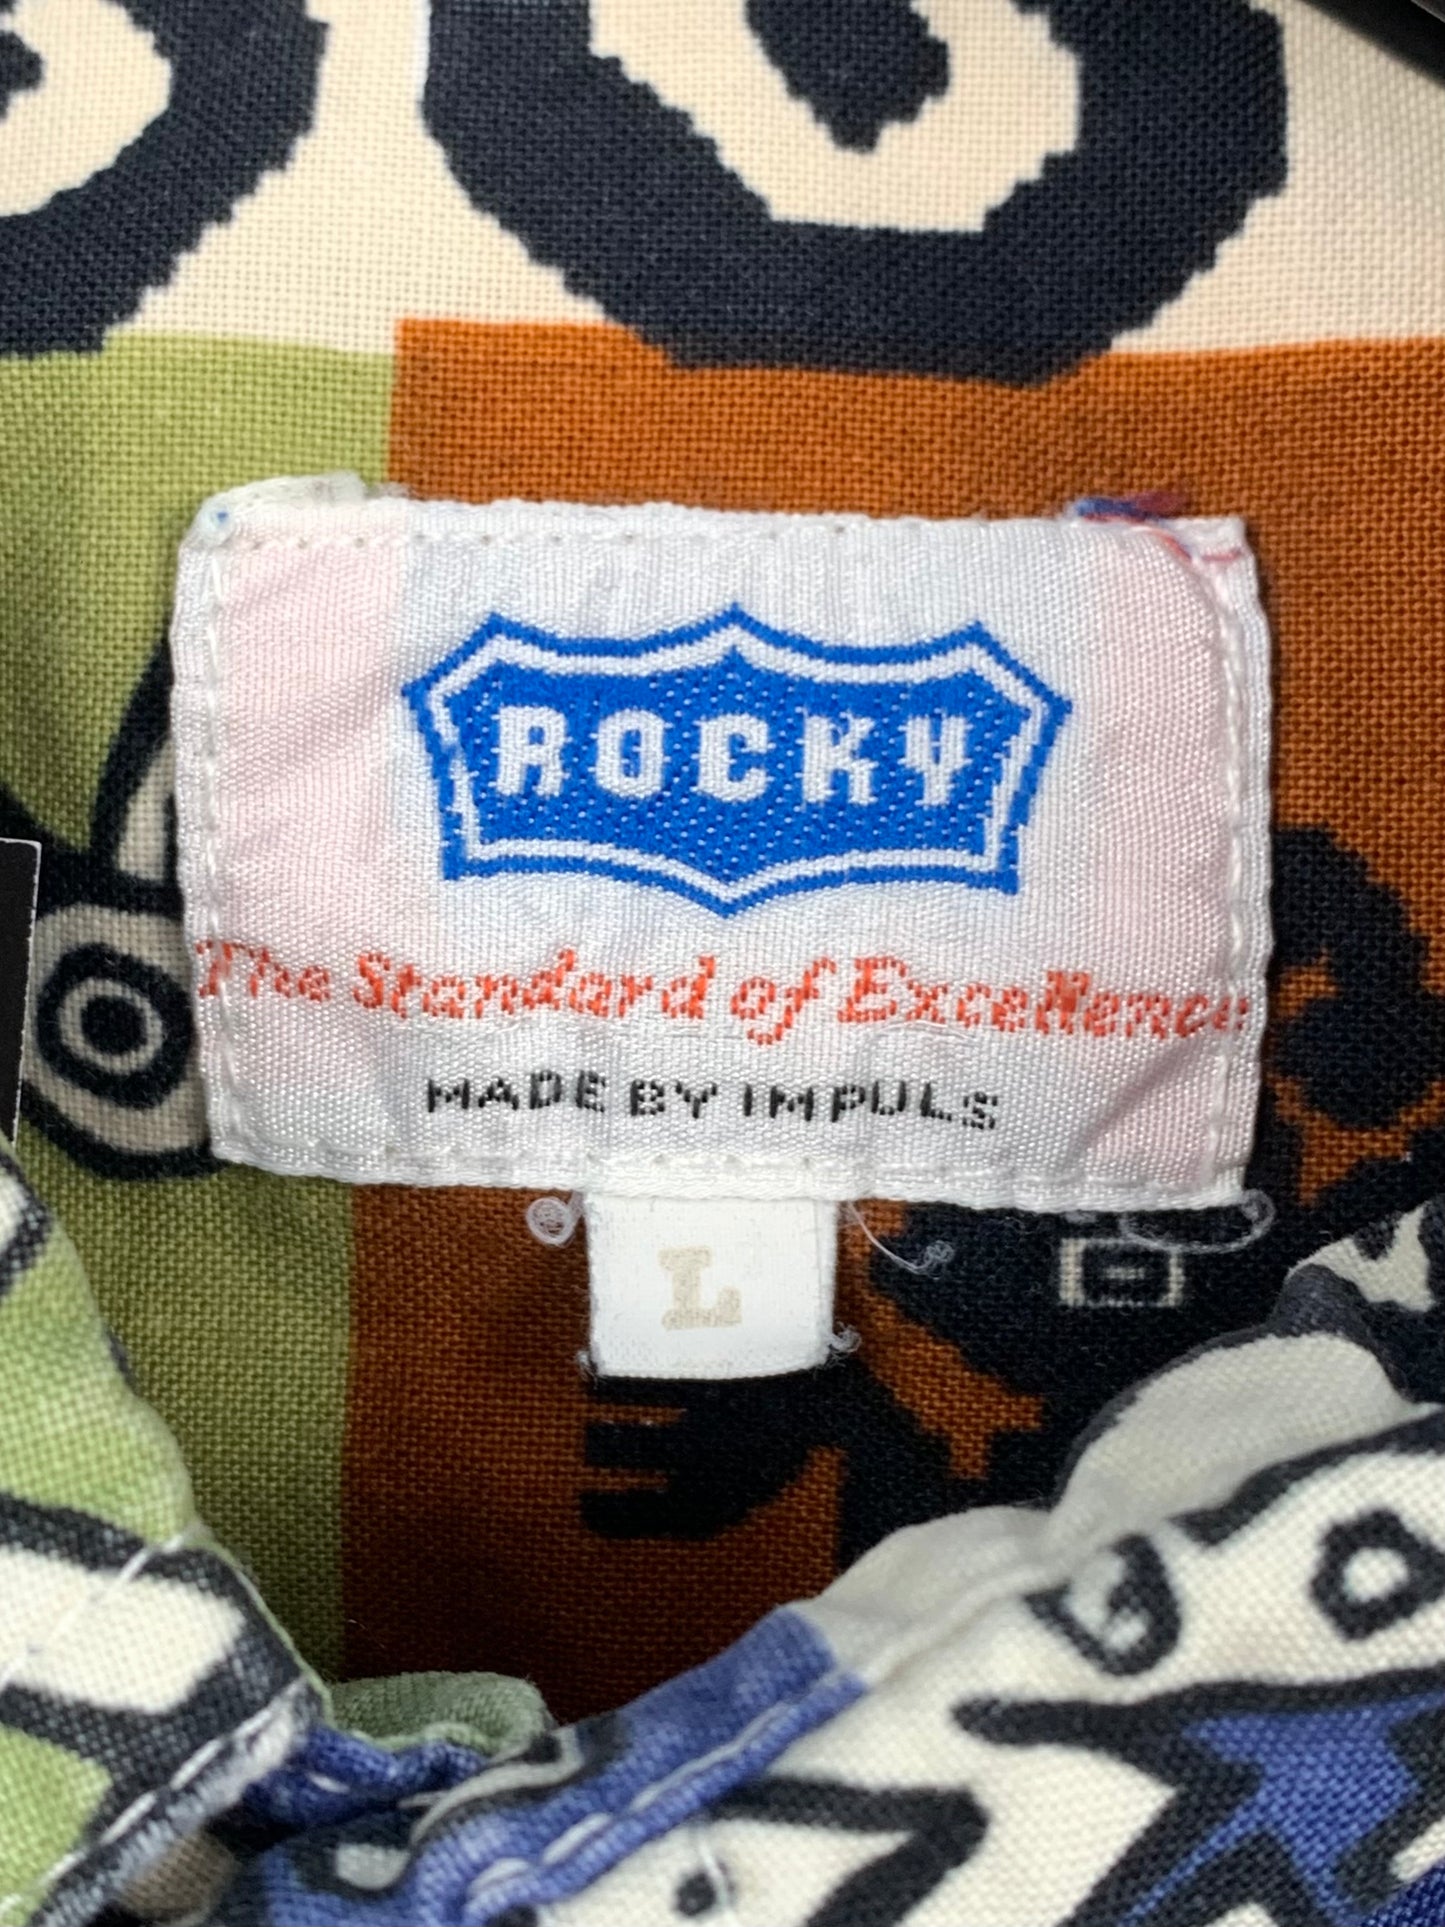 ROCKY
The Standard of Excellence
MADE BY IMPULS
L